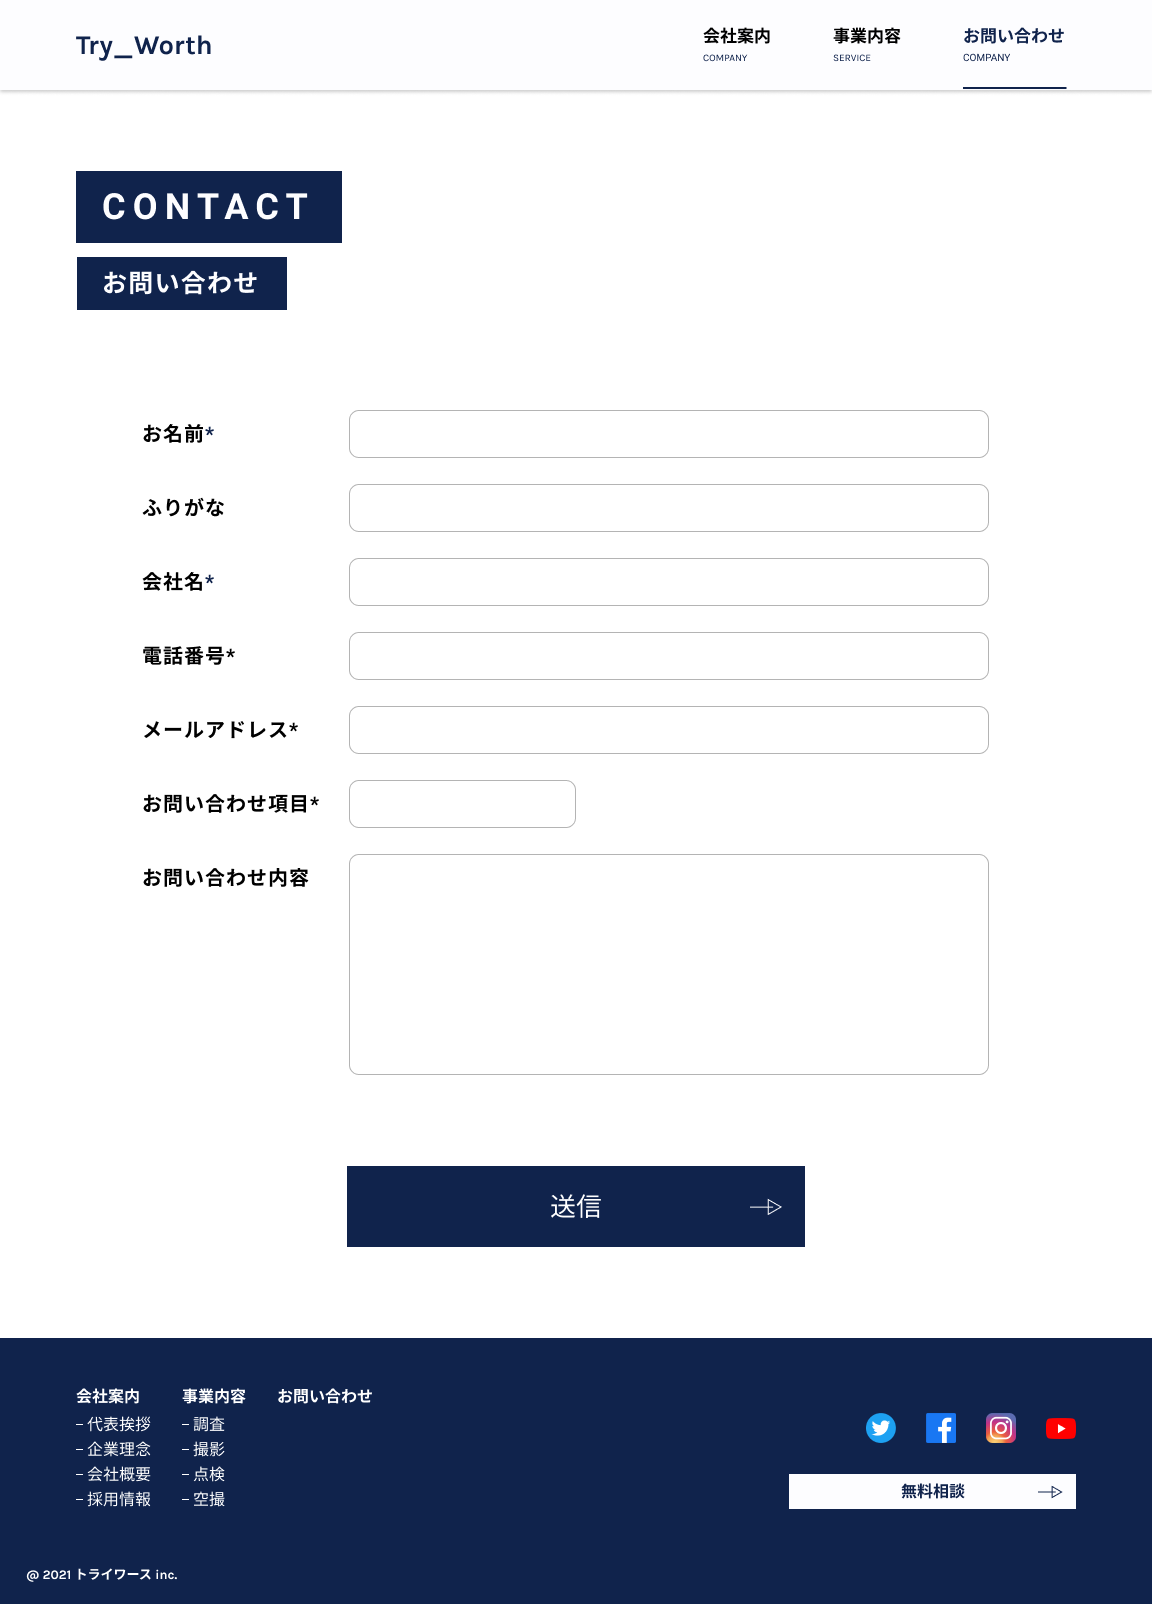 Try_Worth
会社案内
COMPANY
事業内容
SERVICE
お問い合わせ
COMPANY
CONTACT
お問い合わせ
お名前*
ふりがな
会社名*
電話番号*
メールアドレス*
お問い合わせ項目*
お問い合わせ内容
送信
会社案内
- 代表挨拶
- 企業理念
- 会社概要
- 採用情報
事業内容
- 調査
- 撮影
- 点検
- 空撮
お問い合わせ
無料相談
@ 2021 トライワース inc.